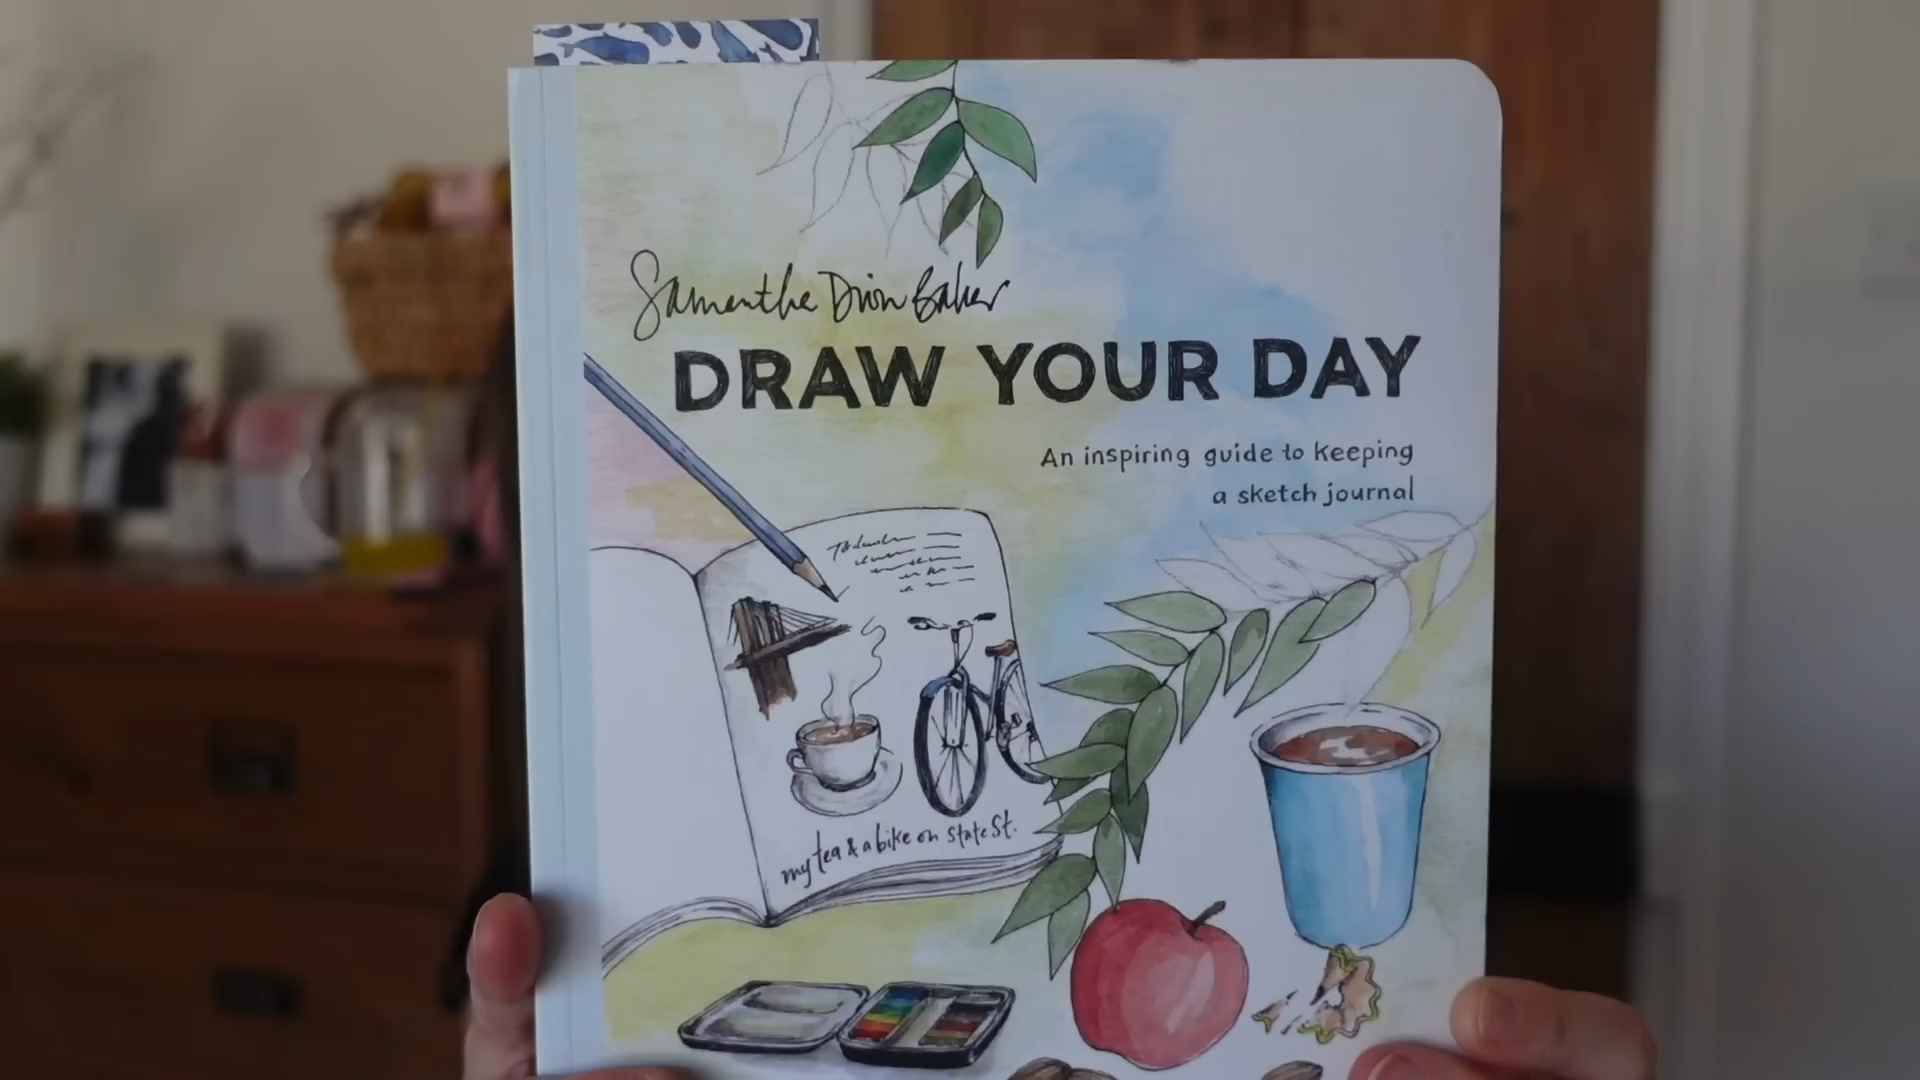 Samantha Dion Baker
DRAW YOUR DAY
An inspiring guide to keeping
a sketch journal
my tea & a bike on State St.